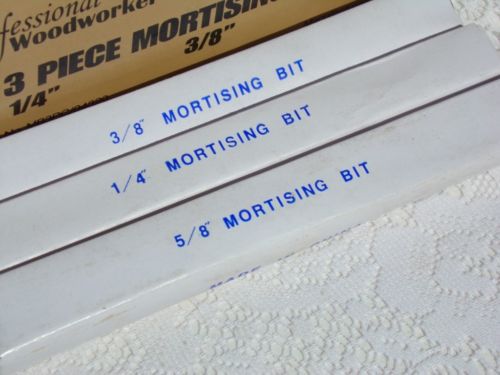 fessional
Woodworker
3 PIECE MORTISING
1/4" 3/8"
3/8" MORTISING BIT
1/4" MORTISING BIT
5/8" MORTISING BIT